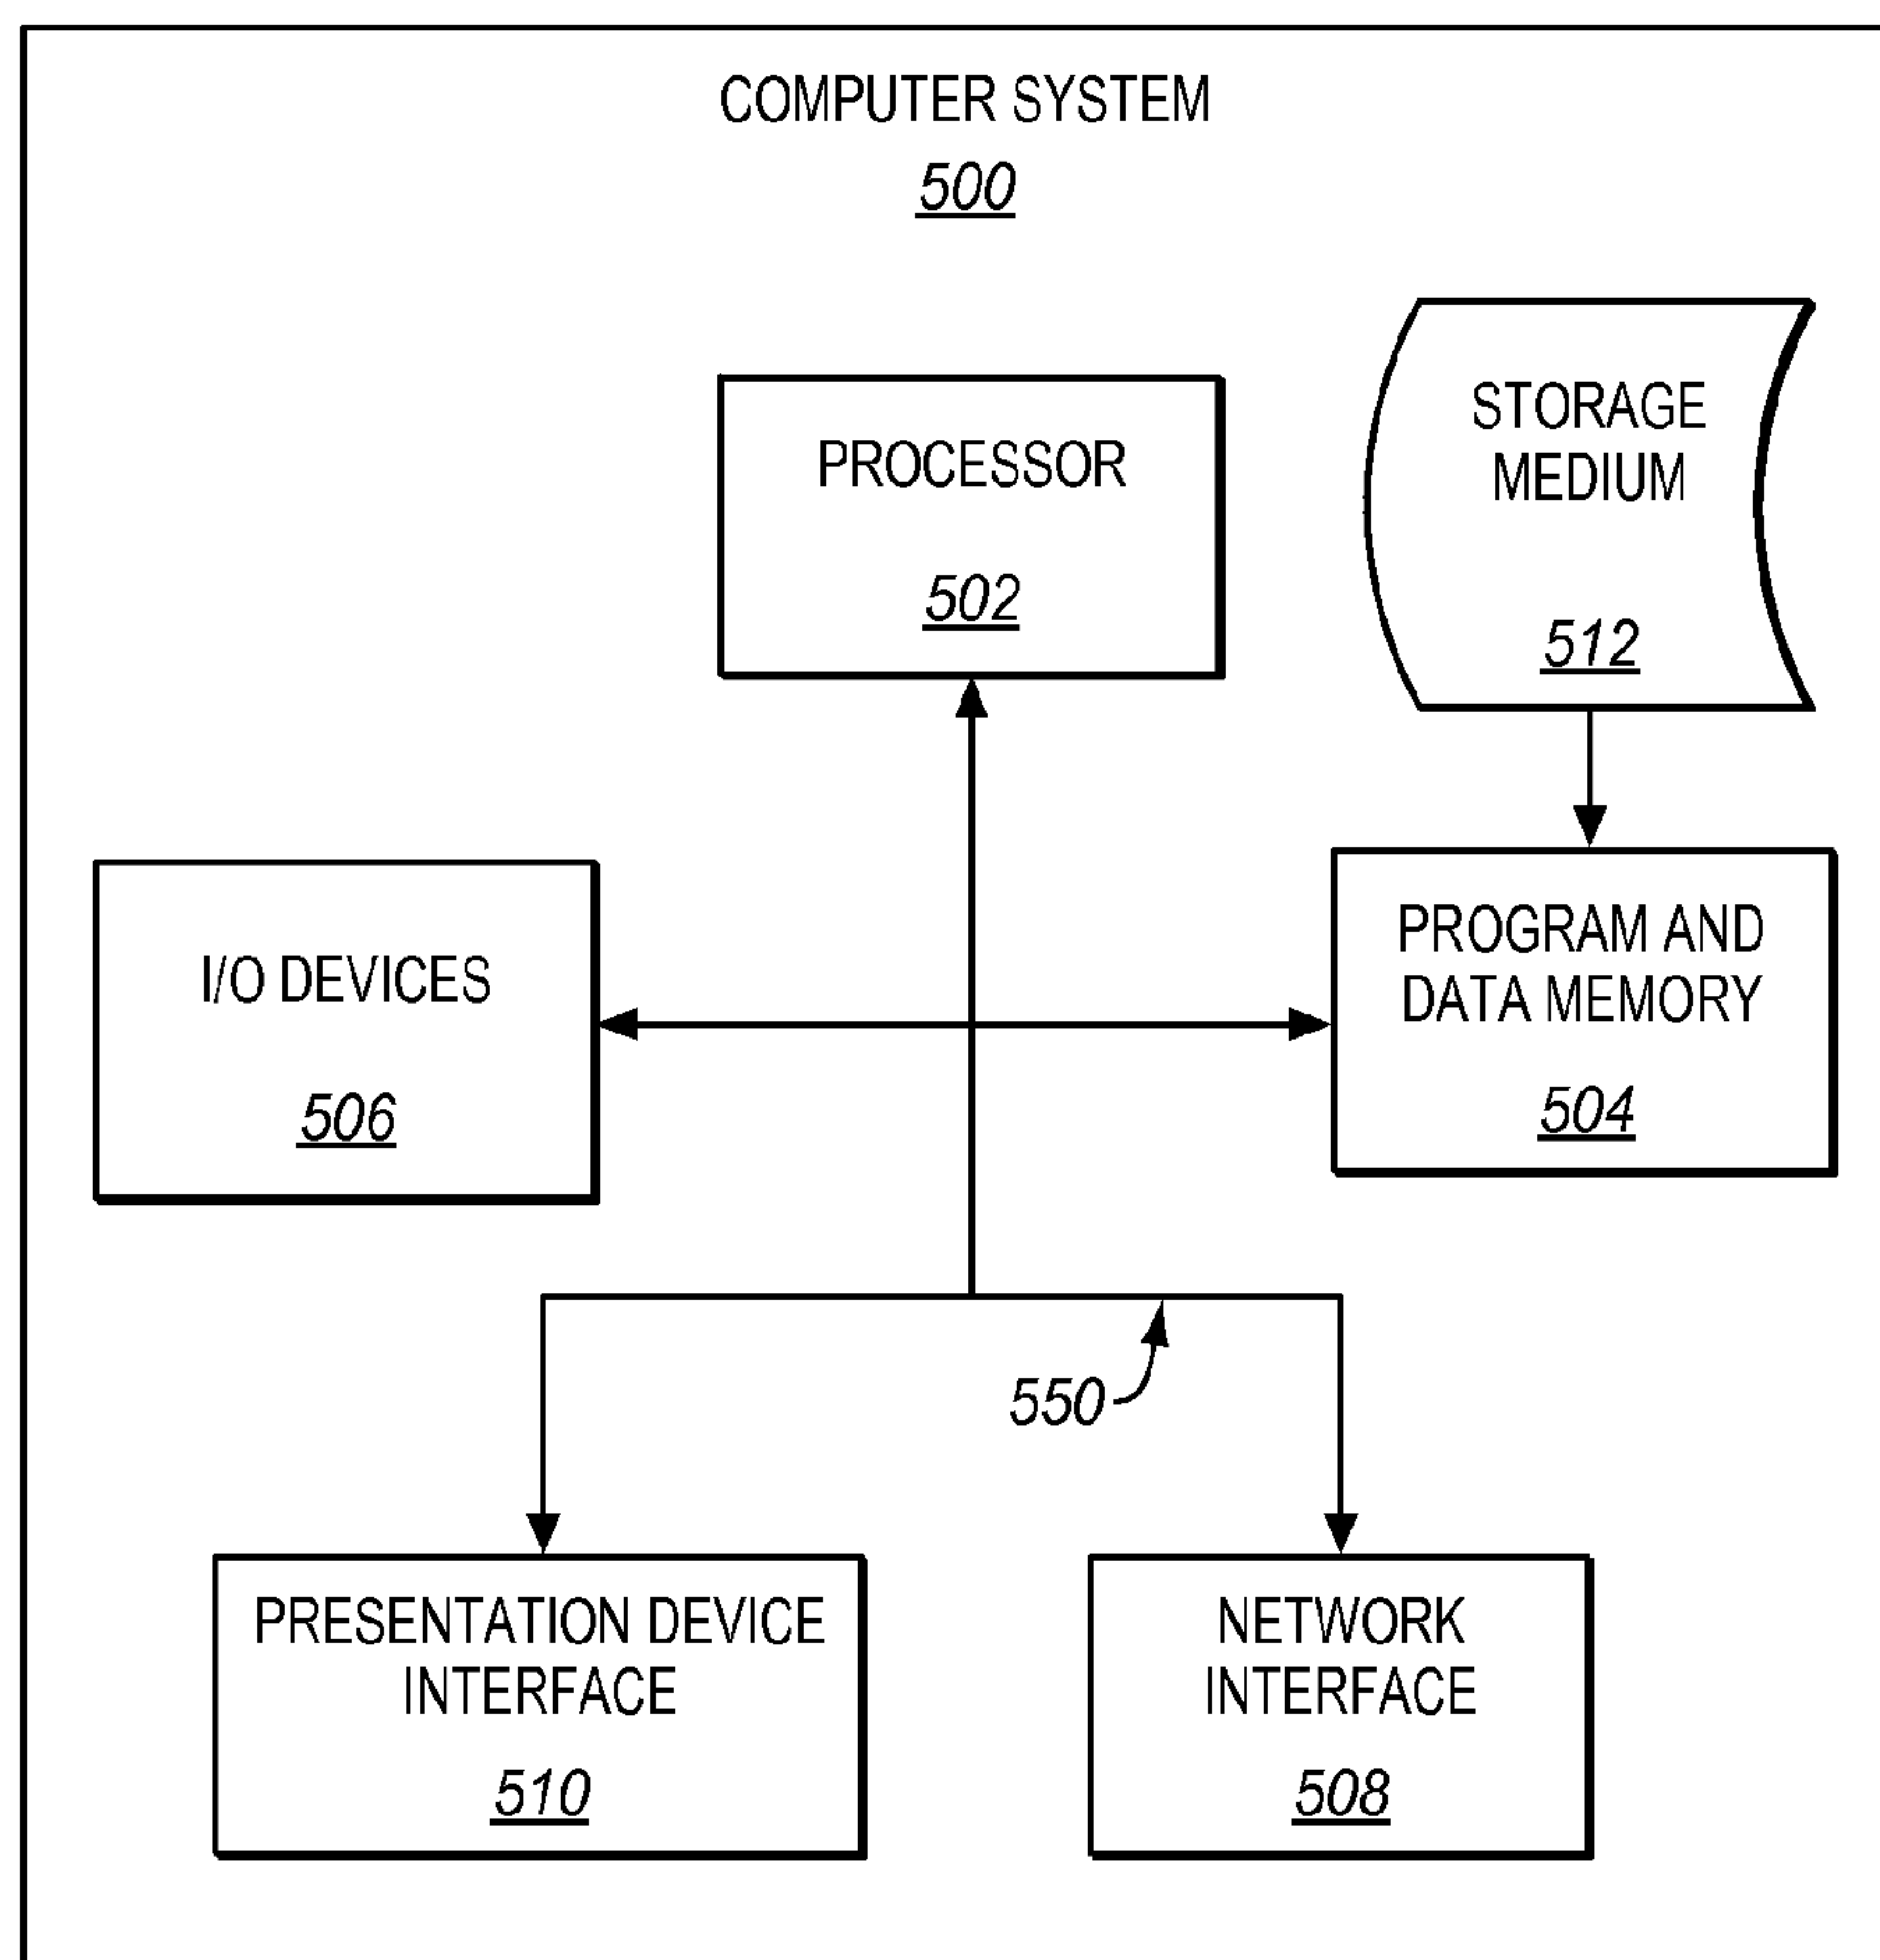 COMPUTER SYSTEM
500
PROCESSOR
502
STORAGE
MEDIUM
512
I/O DEVICES
506
PROGRAM AND
DATA MEMORY
504
550
PRESENTATION DEVICE
INTERFACE
510
NETWORK
INTERFACE
508